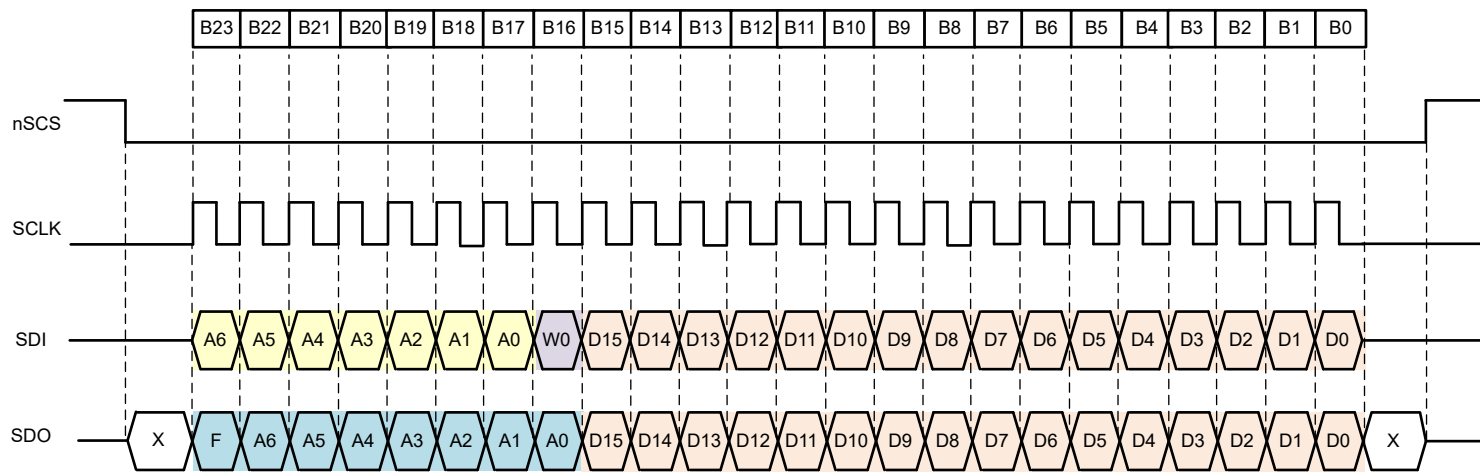 B23 B22 B21 B20 B19 B18 B17 B16 B15 B14 B13 B12 B11 B10 B9 B8 B7 B6 B5 B4 B3 B2 B1 B0
nSCS
SCLK
SDI A6 A5 A4 A3 A2 A1 A0 W0 D15 D14 D13 D12 D11 D10 D9 D8 D7 D6 D5 D4 D3 D2 D1 D0
SDO X F A6 A5 A4 A3 A2 A1 A0 D15 D14 D13 D12 D11 D10 D9 D8 D7 D6 D5 D4 D3 D2 D1 D0 X